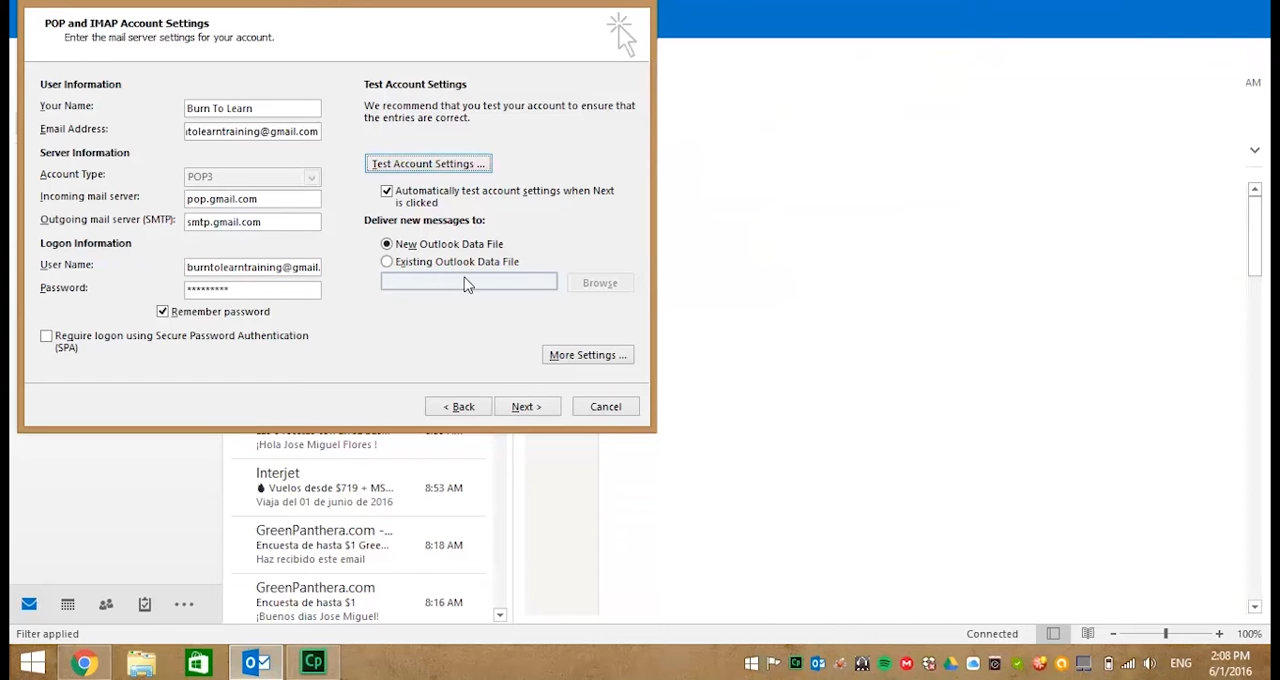 POP and IMAP Account Settings
Enter the mail server settings for your account.
User Information
Your Name:
Burn To Learn
Email Address:
tolearntraining@gmail.com
Server Information
Account Type:
POP3
Incoming mail server:
pop.gmail.com
Outgoing mail server (SMTP):
smtp.gmail.com
Logon Information
User Name:
burntolearntraining@gmail.
Password:
*********
Remember password
Require logon using Secure Password Authentication
(SPA)
Test Account Settings
We recommend that you test your account to ensure that
the entries are correct.
Test Account Settings ...
Automatically test account settings when Next
is clicked
Deliver new messages to:
New Outlook Data File
Existing Outlook Data File
Browse
More Settings ...
< Back
Next >
Cancel
AM
¡Hola Jose Miguel Flores !
Interjet
Vuelos desde $719 + MS...
8:53 AM
Viaja del 01 de junio de 2016
GreenPanthera.com -...
Encuesta de hasta $1 Gree...
8:18 AM
Haz recibido este email
GreenPanthera.com
Encuesta de hasta $1
8:16 AM
¡Buenos dias Jose Miguel!
Filter applied
Connected
100%
Cp
ENG
2:08 PM
6/1/2016